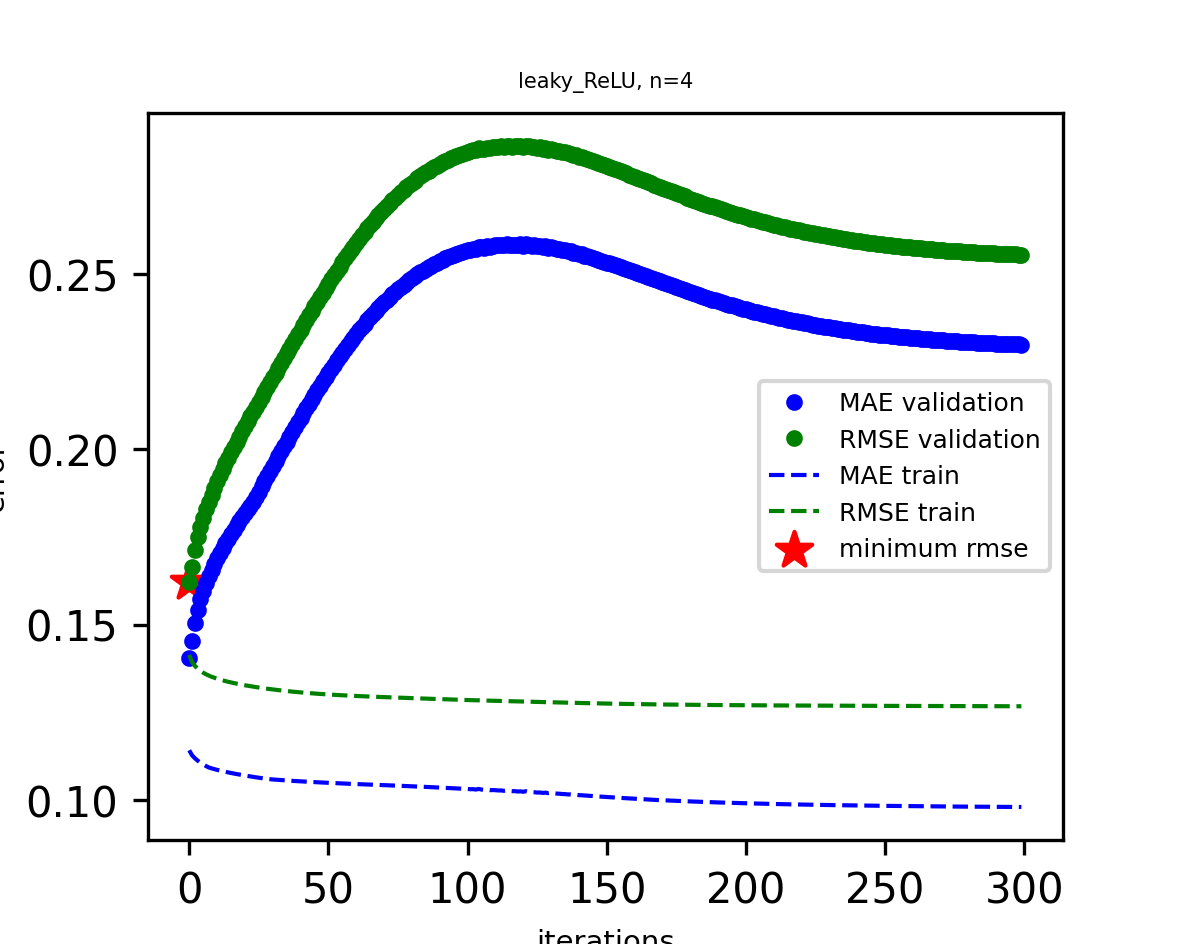 leaky_ReLU, n=4
0.25
0.20
0.15
0.10
MAE validation
RMSE validation
MAE train
RMSE train
minimum rmse
0 50 100 150 200 250 300
iterations